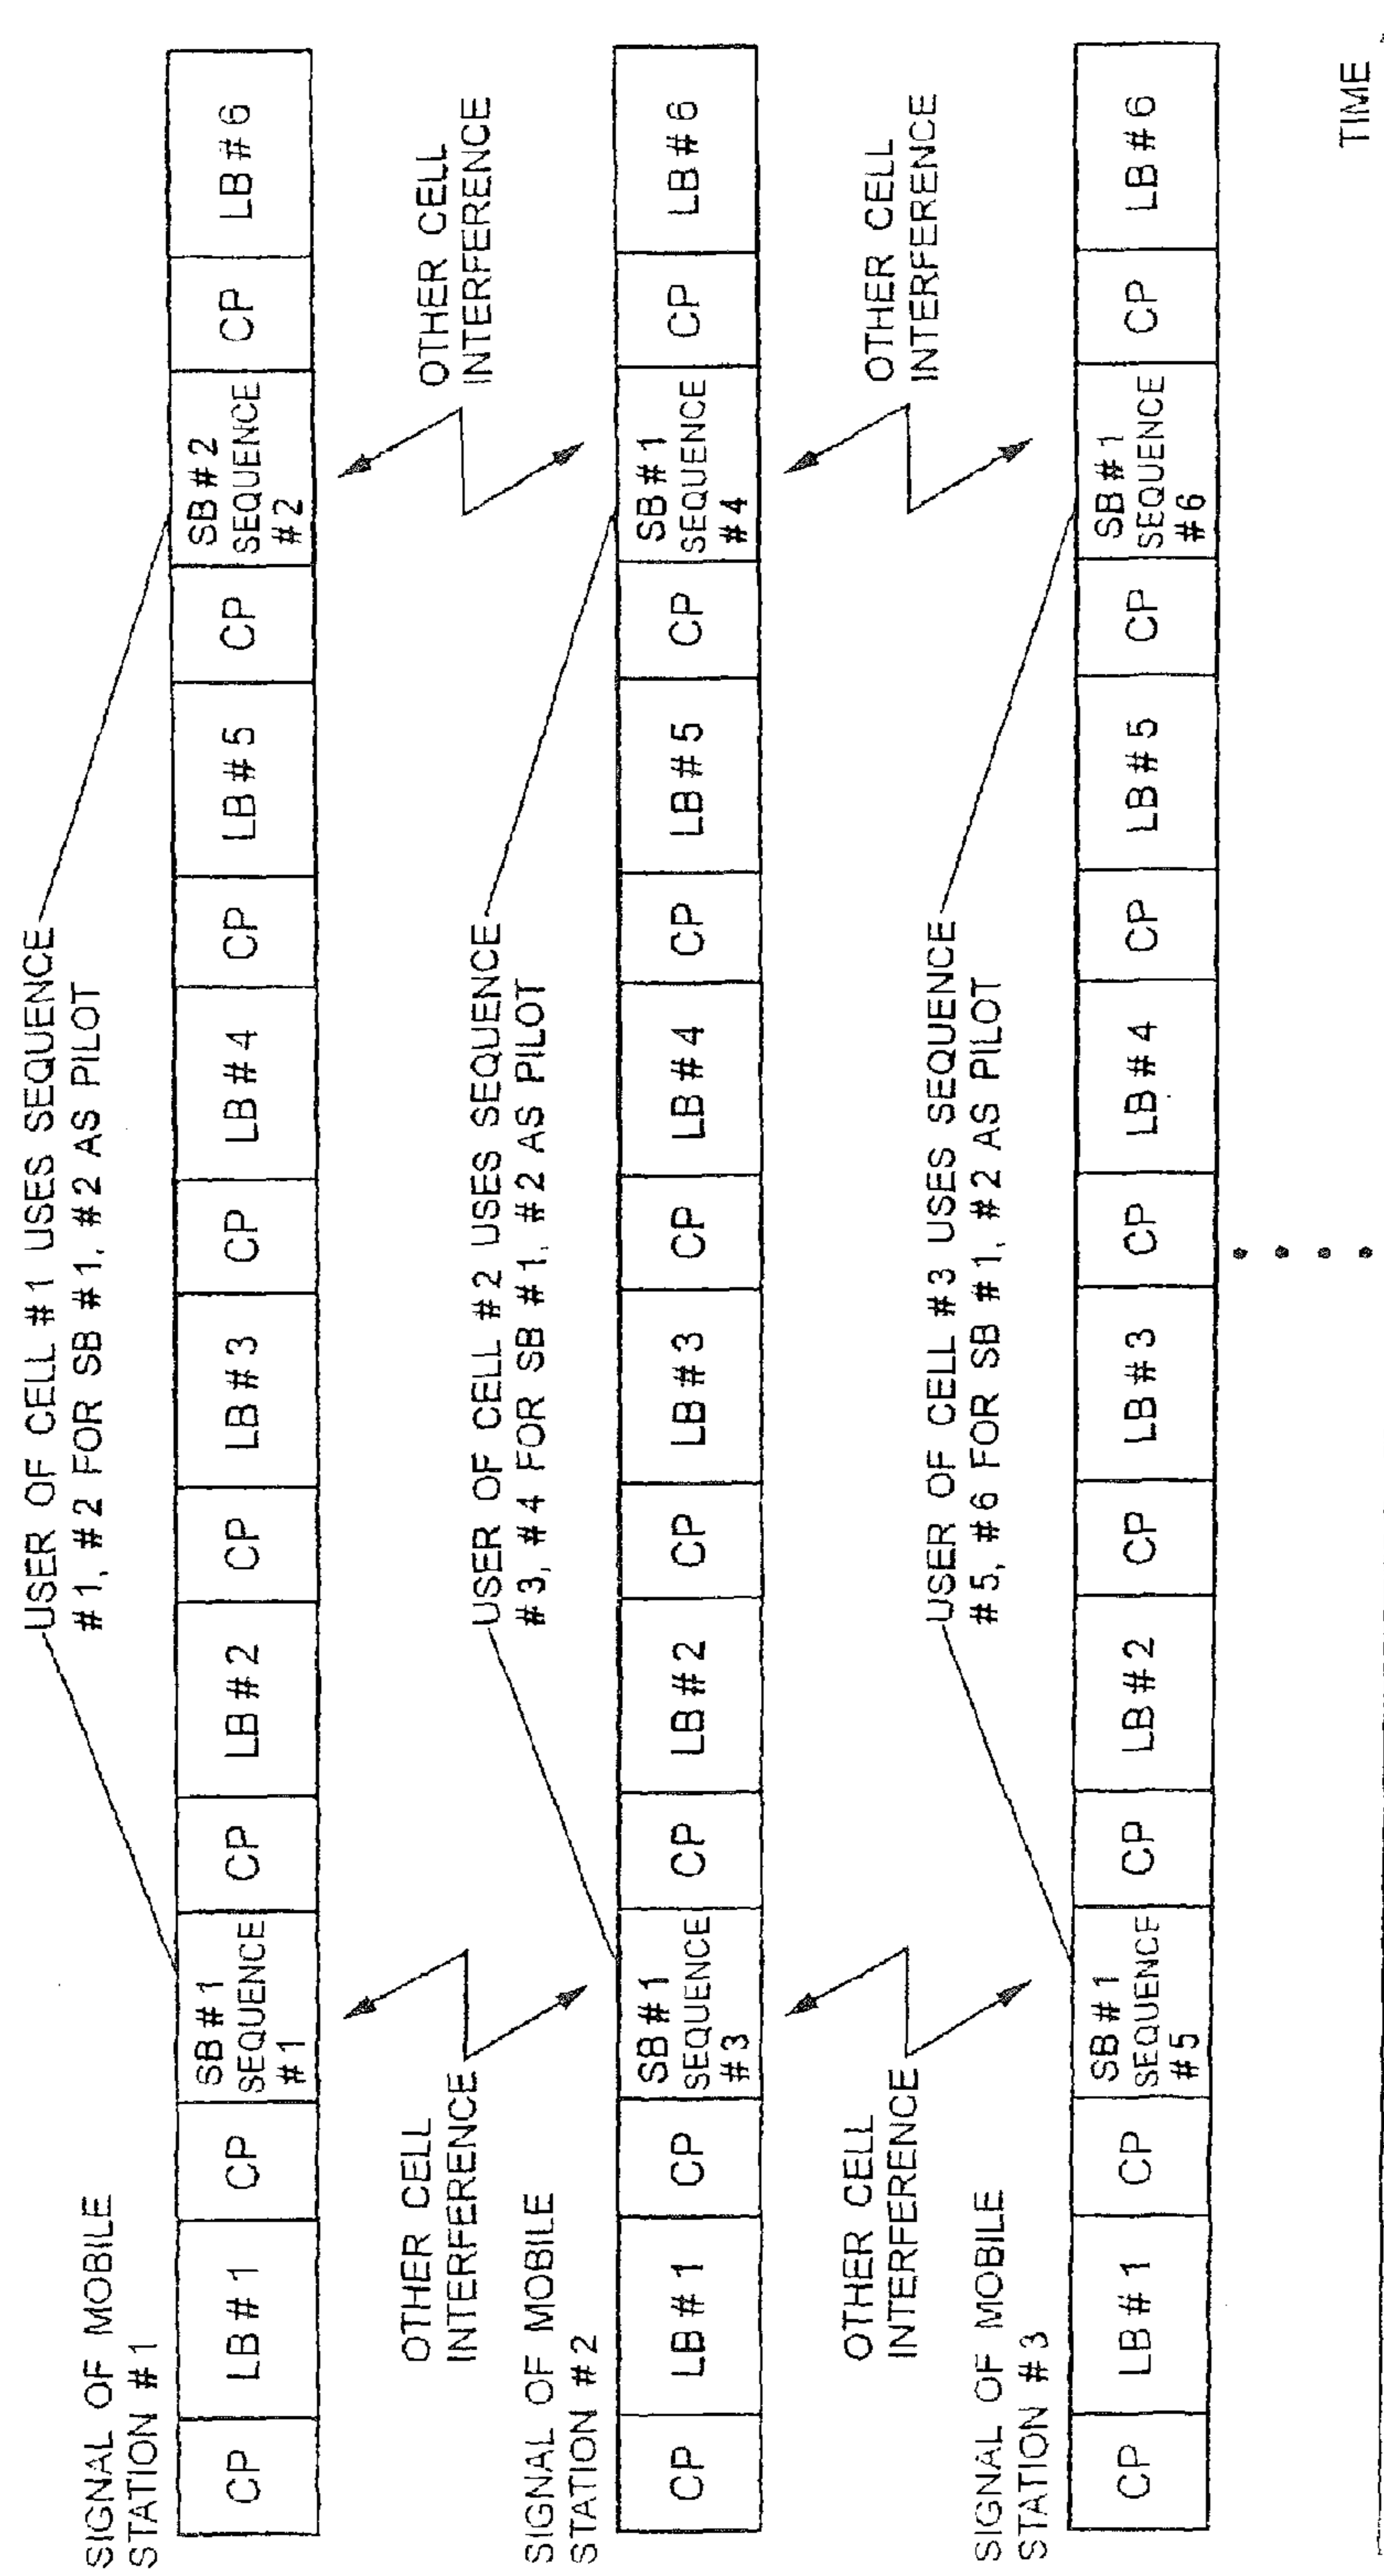 USER OF CELL #1 USES SEQUENCE
#1, #2 FOR SB #1, #2 AS PILOT
SIGNAL OF MOBILE
STATION #1
CP
LB#1
CP
SB#1
SEQUENCE
#1
CP
LB#2
CP
LB#3
CP
LB#4
CP
LB#5
CP
SB#2
SEQUENCE
#2
CP
LB#6
OTHER CELL
INTERFERENCE
OTHER CELL
INTERFERENCE
USER OF CELL #2 USES SEQUENCE
#3, #4 FOR SB #1, #2 AS PILOT
SIGNAL OF MOBILE
STATION #2
CP
LB#1
CP
SB#1
SEQUENCE
#3
CP
LB#2
CP
LB#3
CP
LB#4
CP
LB#5
CP
SB#1
SEQUENCE
#4
CP
LB#6
OTHER CELL
INTERFERENCE
OTHER CELL
INTERFERENCE
USER OF CELL #3 USES SEQUENCE
#5, #6 FOR SB #1, #2 AS PILOT
SIGNAL OF MOBILE
STATION #3
CP
LB#1
CP
SB#1
SEQUENCE
#5
CP
LB#2
CP
LB#3
CP
LB#4
CP
LB#5
CP
SB#1
SEQUENCE
#6
CP
LB#6
TIME